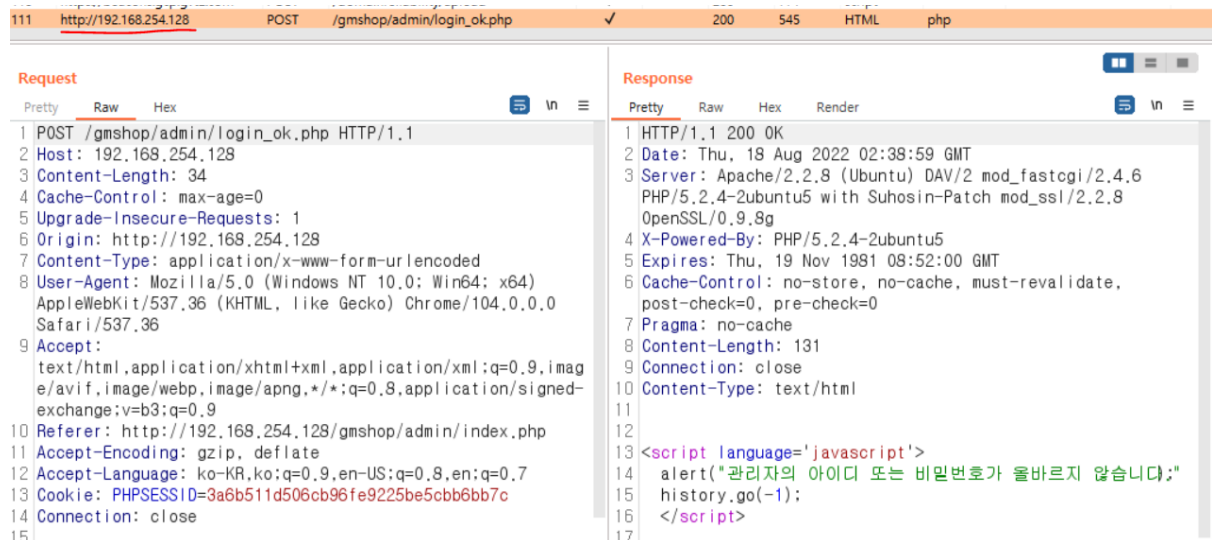 111 http://192.168.254.128 POST /gmshop/admin/login_ok.php ✓ 200 545 HTML php
Request
Pretty Raw Hex \n
1 POST /gmshop/admin/login_ok.php HTTP/1.1
2 Host: 192.168.254.128
3 Content-Length: 34
4 Cache-Control: max-age=0
5 Upgrade-Insecure-Requests: 1
6 Origin: http://192.168.254.128
7 Content-Type: application/x-www-form-urlencoded
8 User-Agent: Mozilla/5.0 (Windows NT 10.0; Win64; x64)
AppleWebKit/537.36 (KHTML, like Gecko) Chrome/104.0.0.0
Safari/537.36
9 Accept:
text/html,application/xhtml+xml,application/xml;q=0.9,imag
e/avif,image/webp,image/apng,*/*;q=0.8,application/signed-
exchange;v=b3;q=0.9
10 Referer: http://192.168.254.128/gmshop/admin/index.php
11 Accept-Encoding: gzip, deflate
12 Accept-Language: ko-KR,ko;q=0.9,en-US;q=0.8,en;q=0.7
13 Cookie: PHPSESSID=3a6b511d506cb96fe9225be5cbb6bb7c
14 Connection: close
15
Response
Pretty Raw Hex Render \n
1 HTTP/1.1 200 OK
2 Date: Thu, 18 Aug 2022 02:38:59 GMT
3 Server: Apache/2.2.8 (Ubuntu) DAV/2 mod_fastcgi/2.4.6
PHP/5.2.4-2ubuntu5 with Suhosin-Patch mod_ssl/2.2.8
OpenSSL/0.9.8g
4 X-Powered-By: PHP/5.2.4-2ubuntu5
5 Expires: Thu, 19 Nov 1981 08:52:00 GMT
6 Cache-Control: no-store, no-cache, must-revalidate,
post-check=0, pre-check=0
7 Pragma: no-cache
8 Content-Length: 131
9 Connection: close
10 Content-Type: text/html
11
12
13 <script language='javascript'>
14 alert("관리자의 아이디 또는 비밀번호가 올바르지 않습니다;"
15 history.go(-1);
16 </script>
17